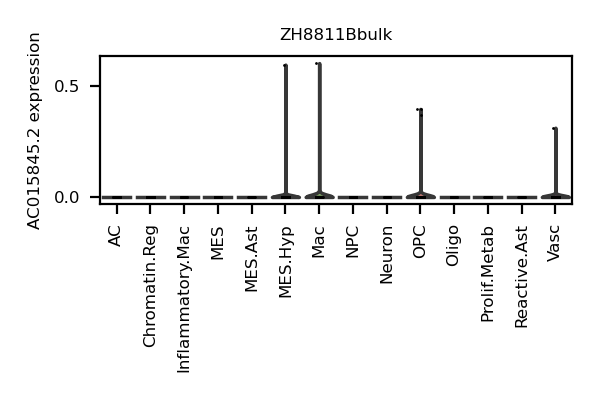 ZH8811Bbulk
AC015845.2 expression
0.5
0.0
AC
Chromatin.Reg
Inflammatory.Mac
MES
MES.Ast
MES.Hyp
Mac
NPC
Neuron
OPC
Oligo
Prolif.Metab
Reactive.Ast
Vasc